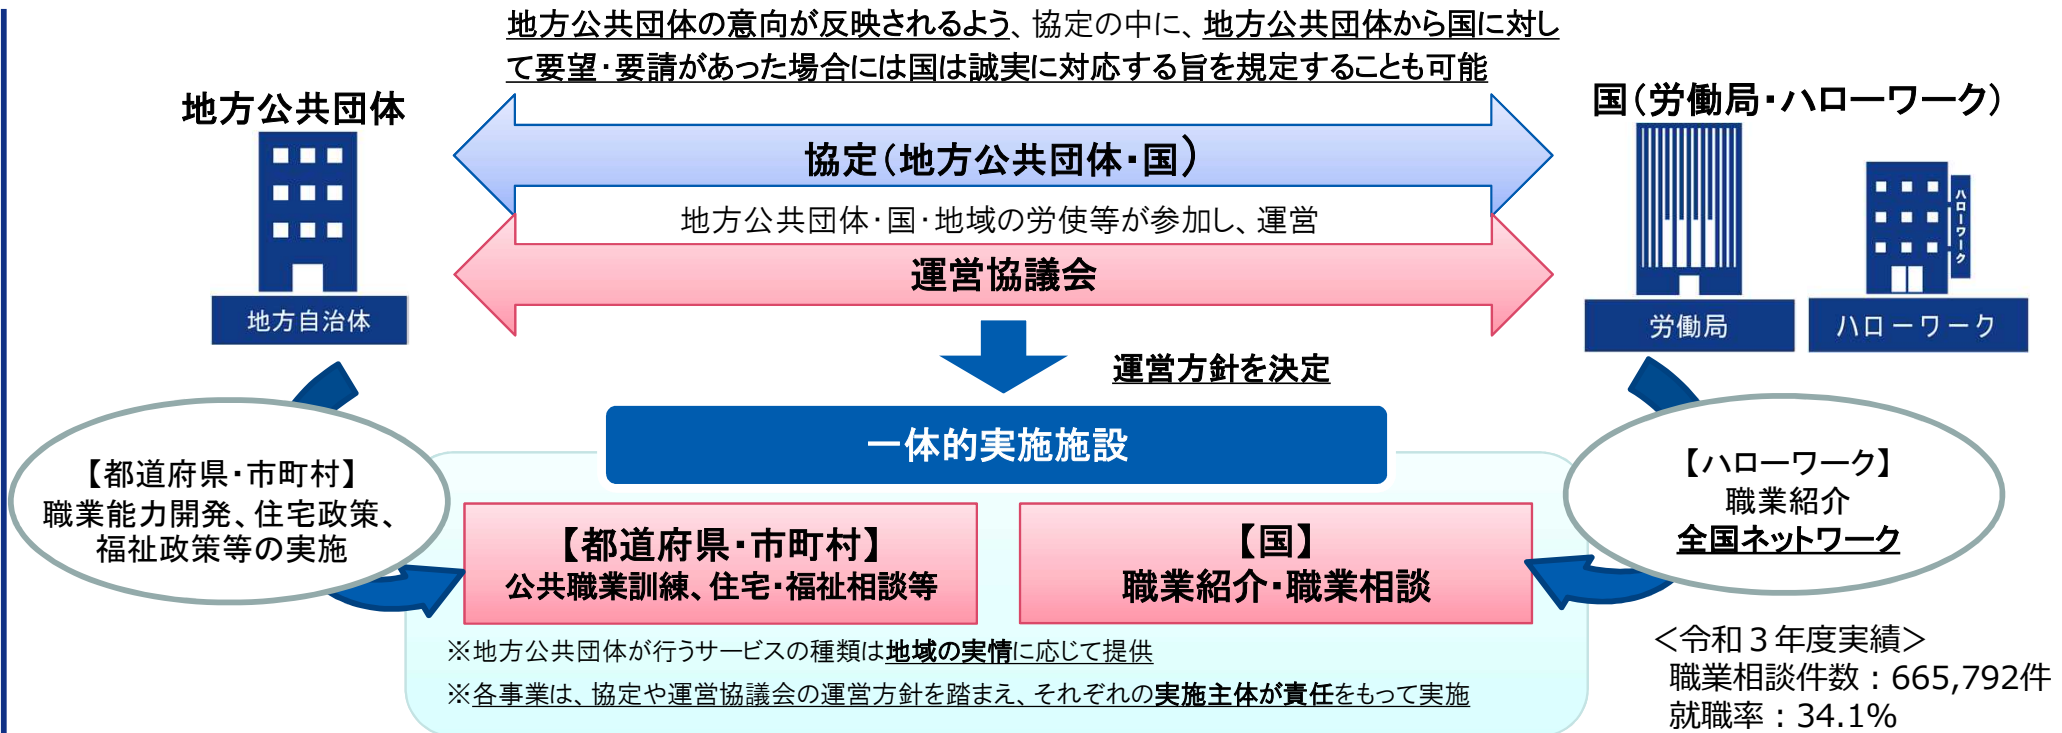 地方公共団体の意向が反映されるよう、協定の中に、地方公共団体から国に対し
て要望・要請があった場合には国は誠実に対応する旨を規定することも可能
地方公共団体
国（労働局・ハローワーク）
協定（地方公共団体・国）
地方公共団体・国・地域の労使等が参加し、運営
運営協議会
地方自治体
ハローワーク
労働局
ハローワーク
運営方針を決定
一体的実施施設
【都道府県・市町村】
職業能力開発、住宅政策、
福祉政策等の実施
【都道府県・市町村】
公共職業訓練、住宅・福祉相談等
【国】
職業紹介・職業相談
【ハローワーク】
職業紹介
全国ネットワーク
※地方公共団体が行うサービスの種類は地域の実情に応じて提供
※各事業は、協定や運営協議会の運営方針を踏まえ、それぞれの実施主体が責任をもって実施
＜令和３年度実績＞
職業相談件数：665,792件
就職率：34.1%